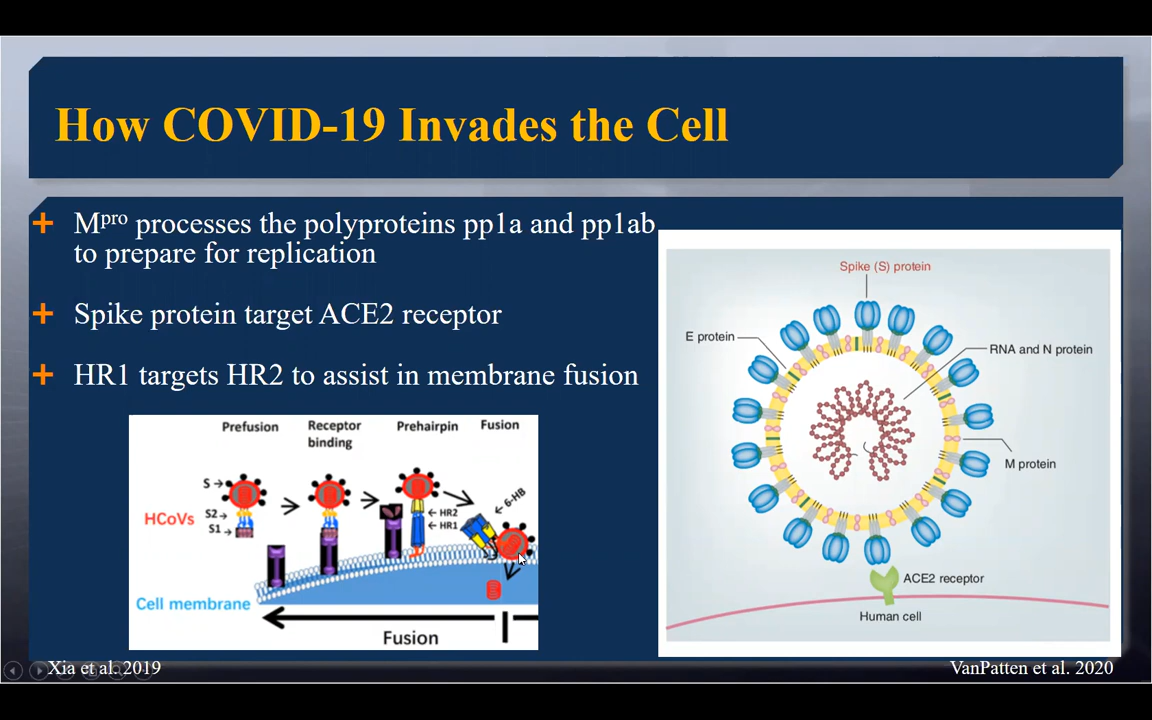 How COVID-19 Invades the Cell
Mpro processes the polyproteins pp1a and pp1ab
to prepare for replication
Spike protein target ACE2 receptor
HR1 targets HR2 to assist in membrane fusion
Prefusion
Receptor
binding
Prehairpin
Fusion
S
S2
S1
HCoVs
HR2
HR1
6-HB
Cell membrane
Fusion
Xia et al. 2019
Spike (S) protein
E protein
RNA and N protein
M protein
ACE2 receptor
Human cell
VanPatten et al. 2020